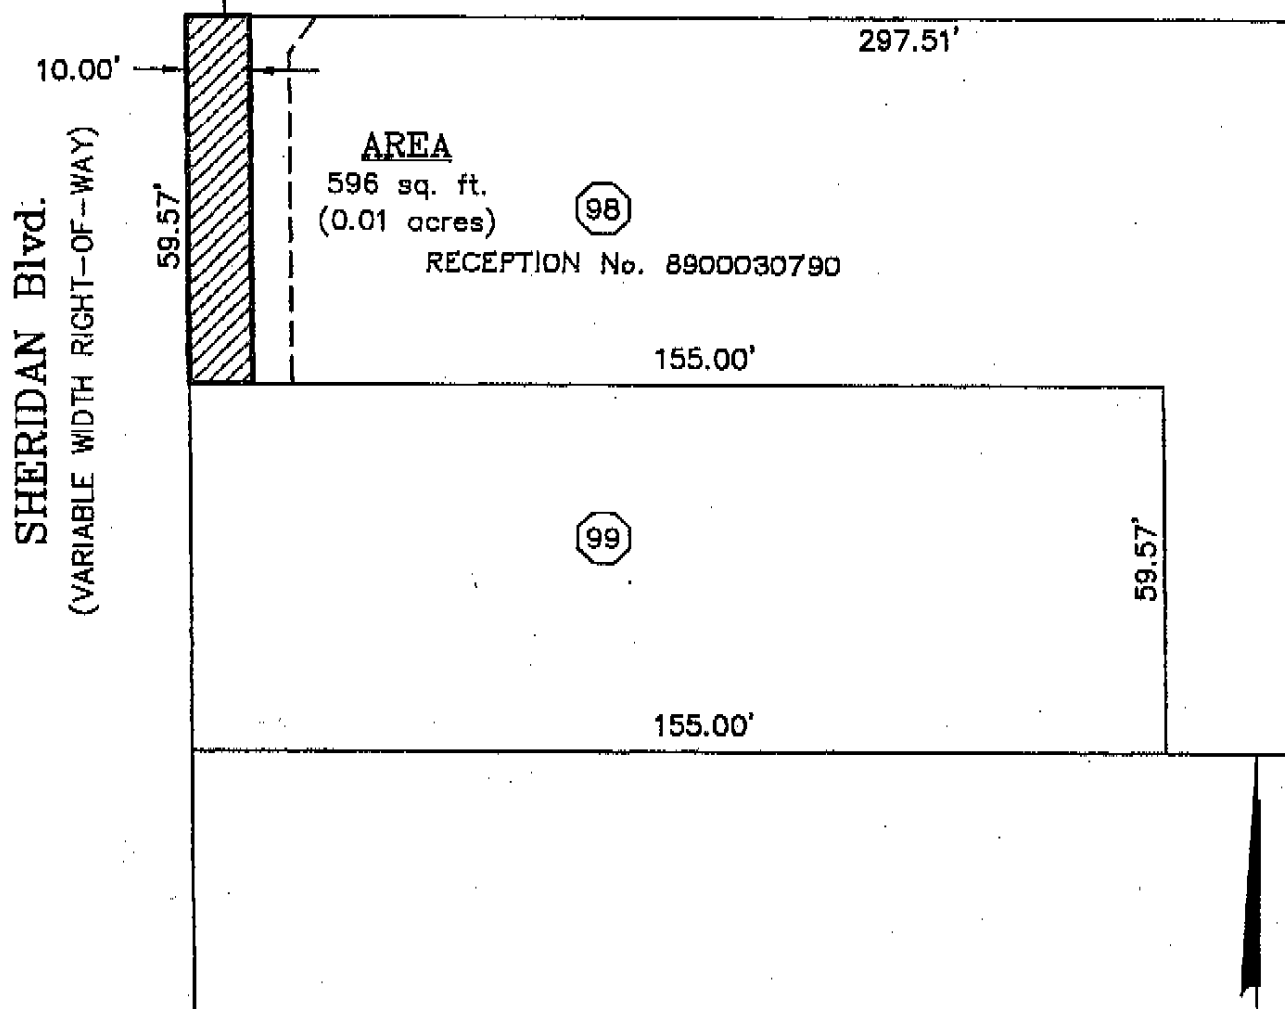 297.51'
10.00'
SHERIDAN Blvd.
(VARIABLE WIDTH RIGHT-OF-WAY)
59.57'
AREA
596 sq. ft.
(0.01 acres)
98
RECEPTION No. 8900030790
155.00'
99
59.57'
155.00'